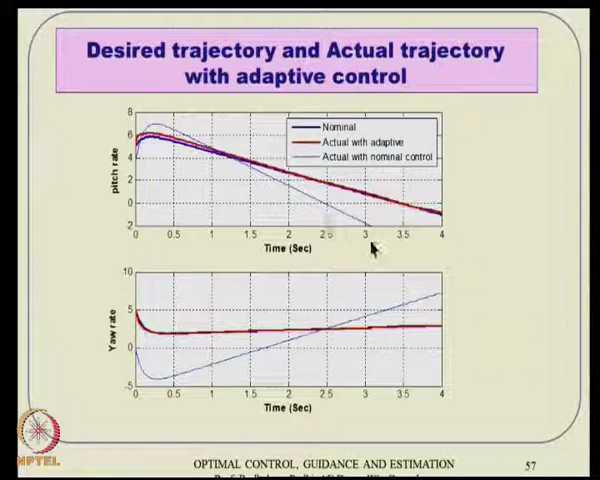 Desired trajectory and Actual trajectory
with adaptive control
8
6
4
2
0
2
pitch rate
Nominal
Actual with adaptive
Actual with nominal control
0 0.5 1 1.5 2 2.5 3 3.5 4
Time (Sec)
10
5
0
-5
Yaw rate
0 0.5 1 1.5 2 2.5 3 3.5 4
Time (Sec)
NPTEL
OPTIMAL CONTROL, GUIDANCE AND ESTIMATION
57